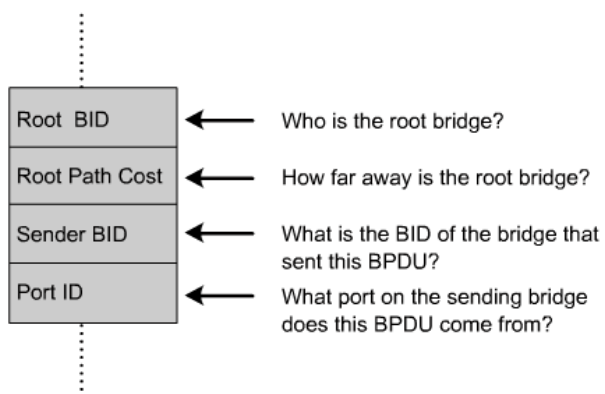 Root BID
Who is the root bridge?
Root Path Cost
How far away is the root bridge?
Sender BID
What is the BID of the bridge that
sent this BPDU?
Port ID
What port on the sending bridge
does this BPDU come from?